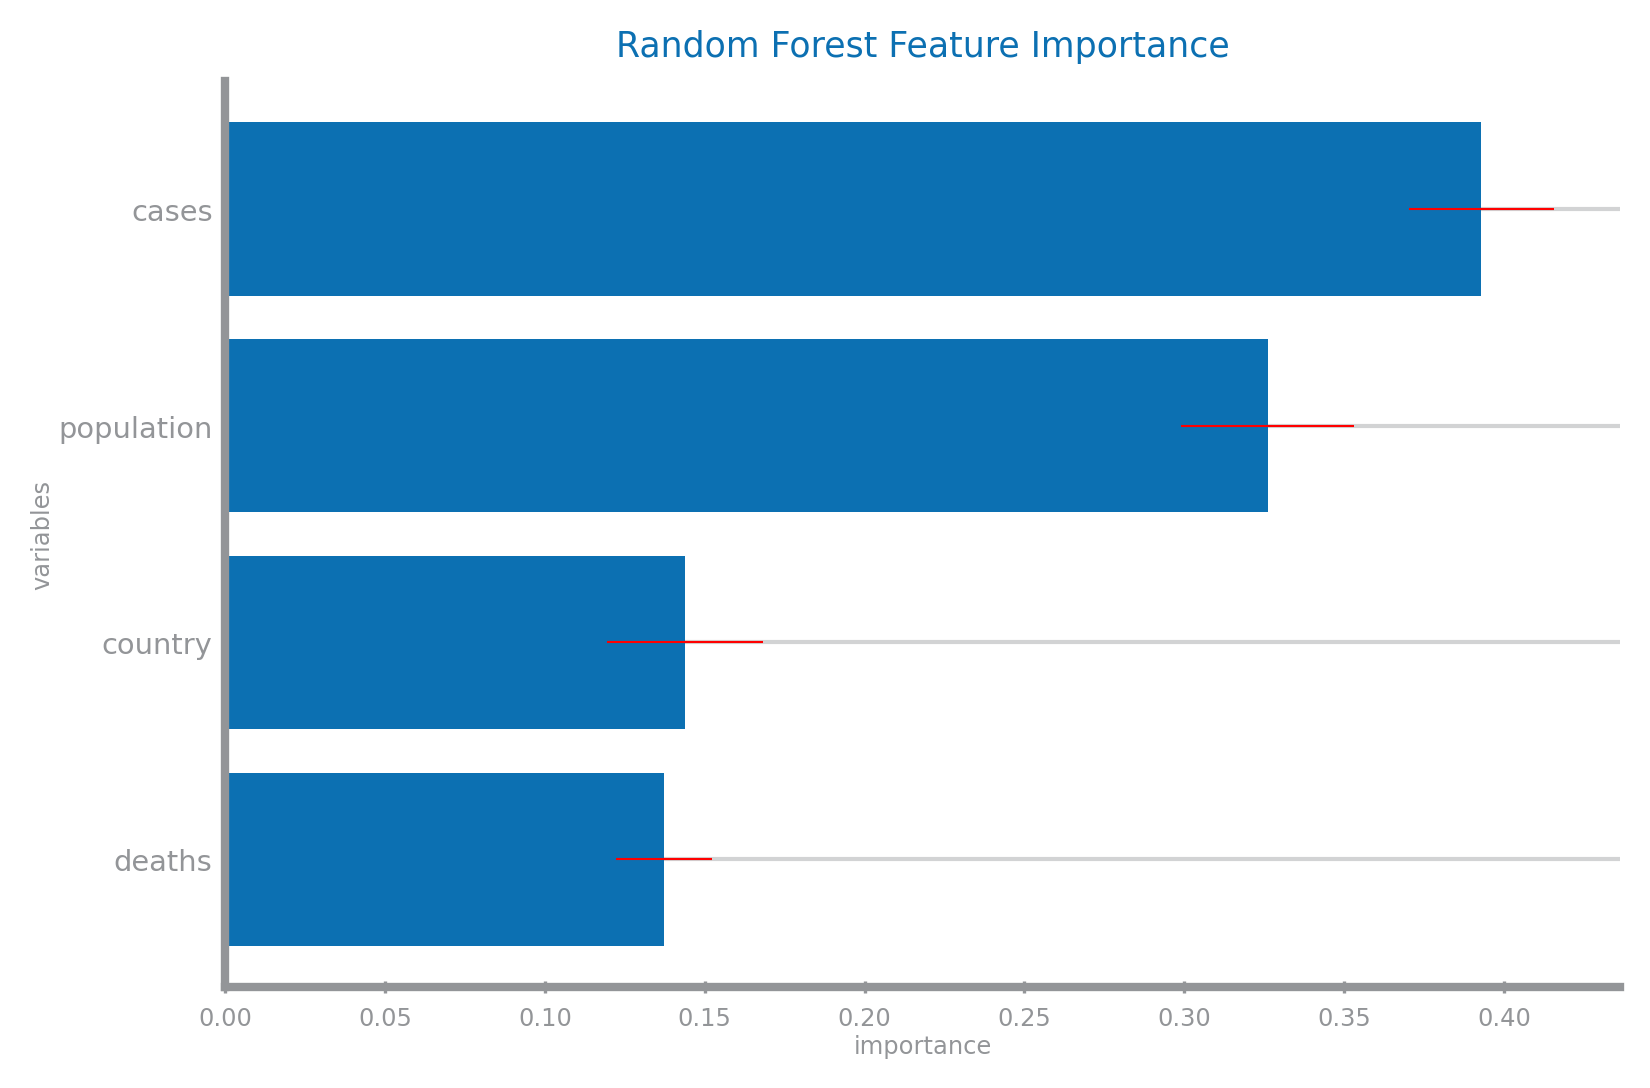 Random Forest Feature Importance
cases
population
country
deaths
variables
0.00 0.05 0.10 0.15 0.20 0.25 0.30 0.35 0.40
importance